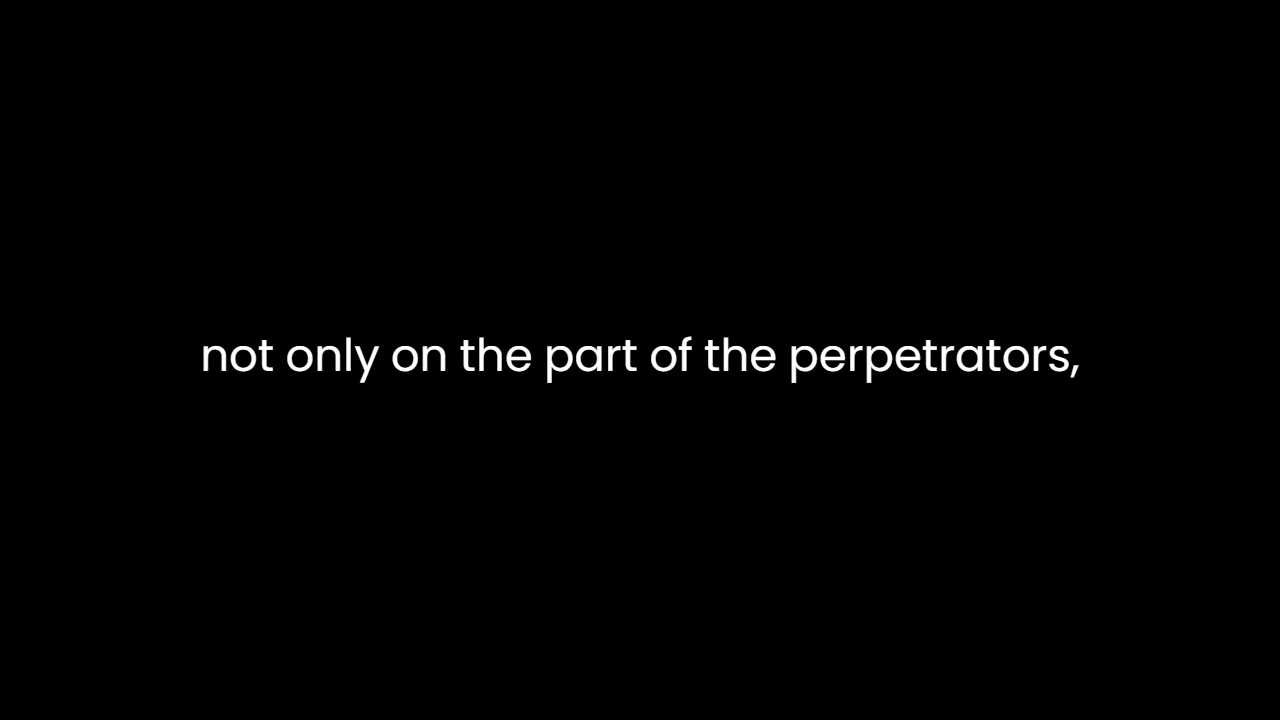 not only on the part of the perpetrators,